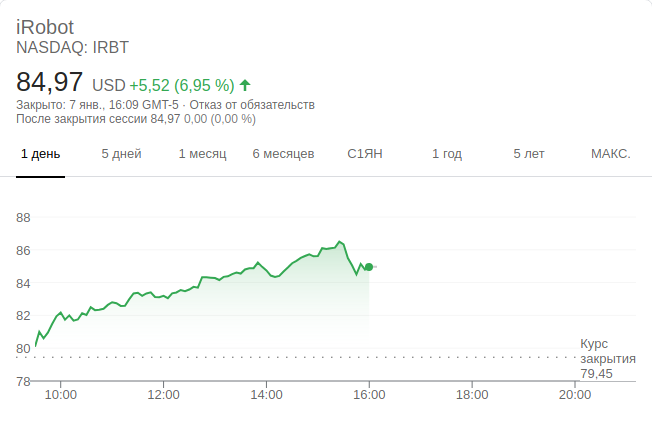 iRobot
NASDAQ: IRBT
84,97 USD +5,52 (6,95 %)
Закрыто: 7 янв., 16:09 GMT-5 · Отказ от обязательств
После закрытия сессии 84,97 0,00 (0,00 %)
1 день 5 дней 1 месяц 6 месяцев С1ЯН 1 год 5 лет МАКС.
88
86
84
82
80
78
Курс
закрытия
79,45
10:00 12:00 14:00 16:00 18:00 20:00